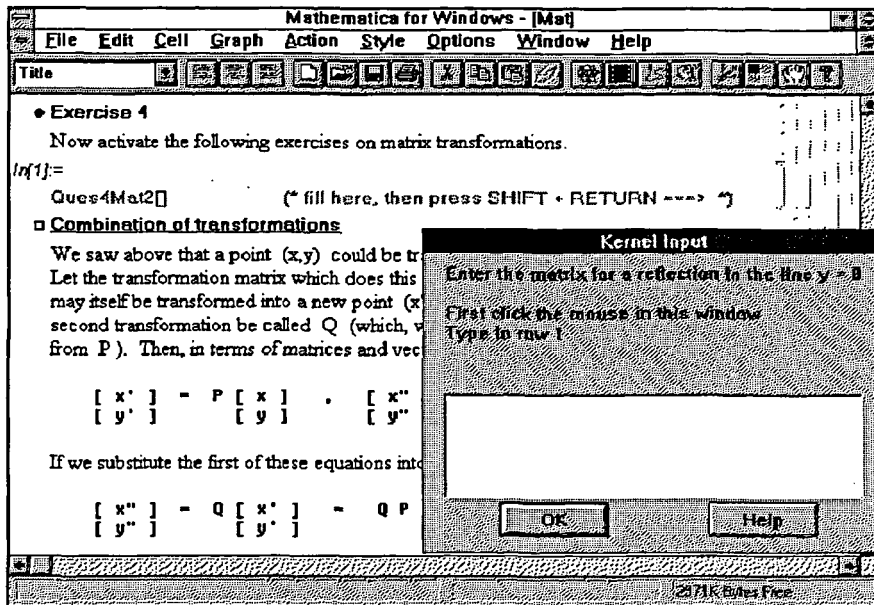 Mathematica for Windows - [Mat]
File Edit Cell Graph Action Style Options Window Help
Title
Exercise 4
Now activate the following exercises on matrix transformations.
In[1]:=
Ques4Mat2[] (* fill here, then press SHIFT + RETURN ===> *)
Combination of transformations
We saw above that a point (x,y) could be tr
Let the transformation matrix which does this
may itself be transformed into a new point (x'
second transformation be called Q (which, w
from P ). Then, in terms of matrices and vec
[ x' ] = P [ x ] , [ x"
[ y' ] [ y ] [ y"
If we substitute the first of these equations into
[ x" ] = Q [ x' ] = Q P
[ y" ] [ y' ]
Kernel Input
Enter the matrix for a reflection in the line y = 0
First click the mouse in this window
Type in row 1
OK Help
2371K Bytes Free